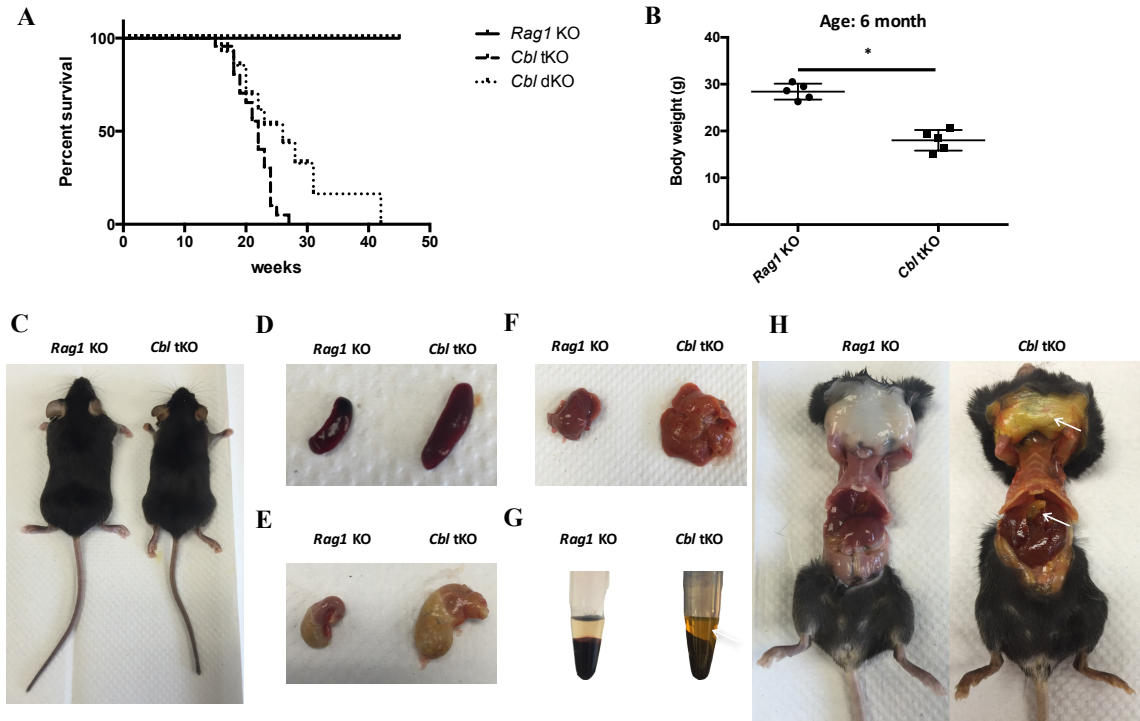 A
Percent survival
100
50
0
0 10 20 30 40 50
weeks
Rag1 KO
Cbl tKO
Cbl dKO
B
Age: 6 month
Body weight (g)
40
30
20
10
0
*
Rag1 KO
Cbl tKO
C
Rag1 KO Cbl tKO
D
Rag1 KO Cbl tKO
E
Rag1 KO Cbl tKO
F
Rag1 KO Cbl tKO
G
Rag1 KO Cbl tKO
H
Rag1 KO Cbl tKO